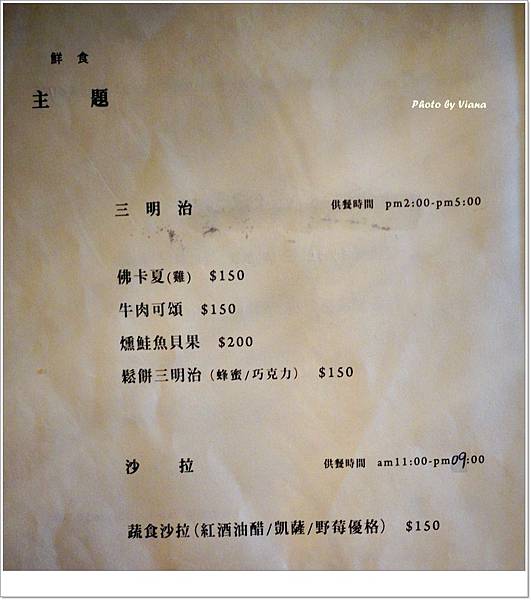 鮮食
主題
Photo by Viana
三明治 供餐時間 pm2:00-pm5:00
佛卡夏(雞) $150
牛肉可頌 $150
燻鮭魚貝果 $200
鬆餅三明治(蜂蜜/巧克力) $150
沙拉 供餐時間 am11:00-pm09:00
蔬食沙拉(紅酒油醋/凱薩/野莓優格) $150